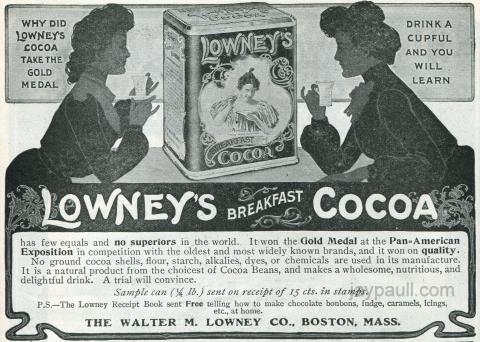 WHY DID
LOWNEY'S
COCOA
TAKE THE
GOLD
MEDAL
DRINK A
CUPFUL
AND YOU
WILL
LEARN
LOWNEY'S
BREAKFAST
COCOA
LOWNEY'S BREAKFAST COCOA
has few equals and no superiors in the world. It won the Gold Medal at the Pan-American
Exposition in competition with the oldest and most widely known brands, and it won on quality.
No ground cocoa shells, flour, starch, alkalies, dyes, or chemicals are used in its manufacture.
It is a natural product from the choicest of Cocoa Beans, and makes a wholesome, nutritious, and
delightful drink. A trial will convince.
Sample can (¼ lb.) sent on receipt of 15 cts. in stamps.
P.S.—The Lowney Receipt Book sent Free telling how to make chocolate bonbons, fudge, caramels, icings,
etc., at home.
THE WALTER M. LOWNEY CO., BOSTON, MASS.
jaypaull.com